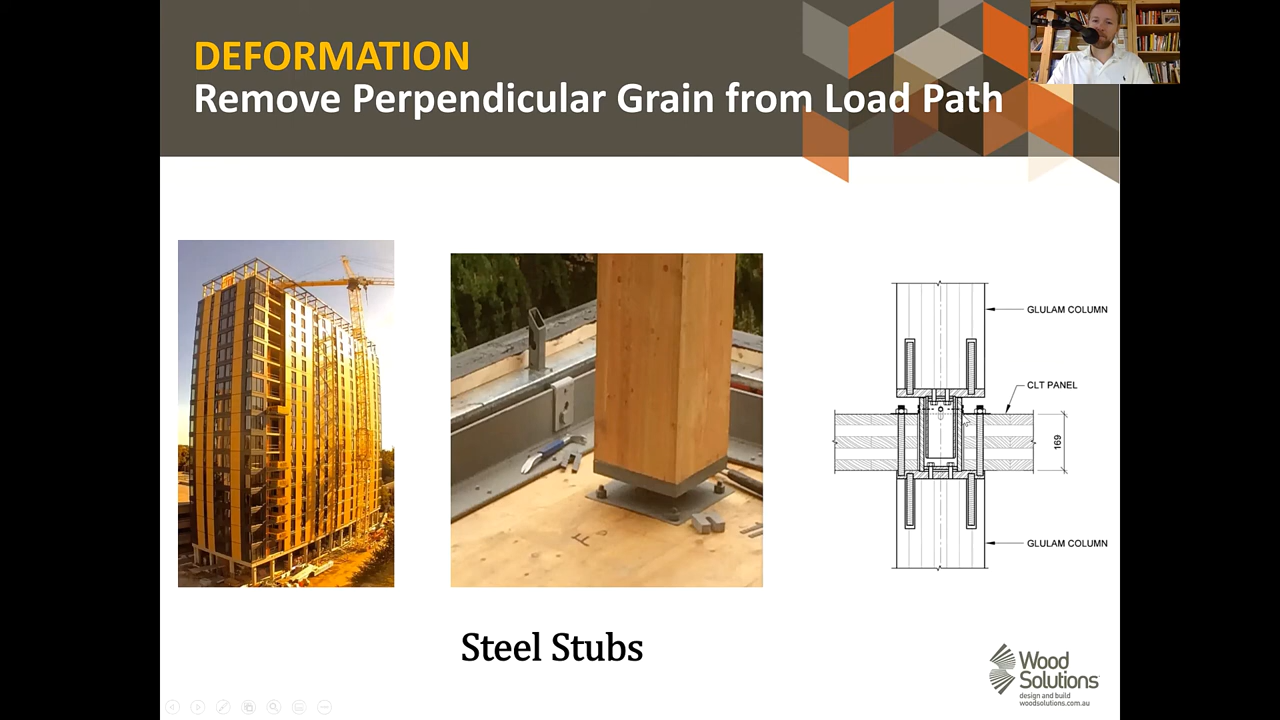 DEFORMATION
Remove Perpendicular Grain from Load Path
GLULAM COLUMN
CLT PANEL
169
GLULAM COLUMN
Steel Stubs
Wood
Solutions
design and build
woodsolutions.com.au